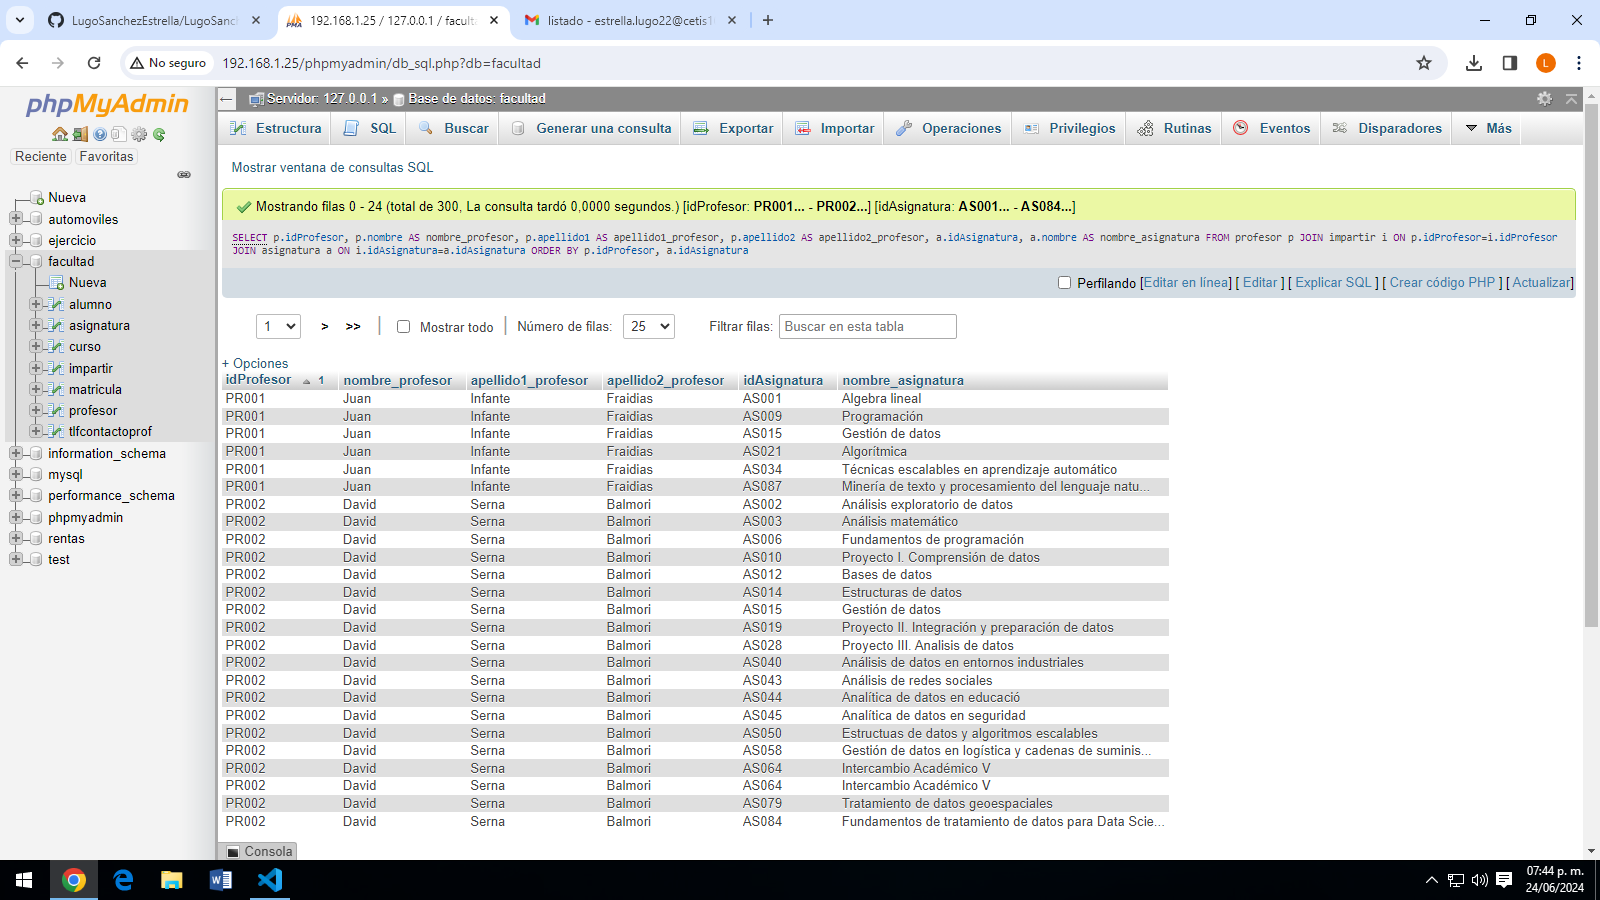 LugoSanchezEstrella/LugoSanc
192.168.1.25 / 127.0.0.1 / faculta
listado - estrella.lugo22@cetis1
No seguro
192.168.1.25/phpmyadmin/db_sql.php?db=facultad
L
phpMyAdmin
Reciente
Favoritas
Nueva
automoviles
ejercicio
facultad
Nueva
alumno
asignatura
curso
impartir
matricula
profesor
tlfcontactoprof
information_schema
mysql
performance_schema
phpmyadmin
rentas
test
Servidor: 127.0.0.1 » Base de datos: facultad
Estructura SQL Buscar Generar una consulta Exportar Importar Operaciones Privilegios Rutinas Eventos Disparadores Más
Mostrar ventana de consultas SQL
Mostrando filas 0 - 24 (total de 300, La consulta tardó 0,0000 segundos.) [idProfesor: PR001... - PR002...] [idAsignatura: AS001... - AS084...]
SELECT p.idProfesor, p.nombre AS nombre_profesor, p.apellido1 AS apellido1_profesor, p.apellido2 AS apellido2_profesor, a.idAsignatura, a.nombre AS nombre_asignatura FROM profesor p JOIN impartir i ON p.idProfesor=i.idProfesor
JOIN asignatura a ON i.idAsignatura=a.idAsignatura ORDER BY p.idProfesor, a.idAsignatura
Perfilando [Editar en línea] [ Editar ] [ Explicar SQL ] [ Crear código PHP ] [ Actualizar]
1 > >> | Mostrar todo | Número de filas: 25 Filtrar filas: Buscar en esta tabla
+ Opciones
idProfesor 1 nombre_profesor apellido1_profesor apellido2_profesor idAsignatura nombre_asignatura
PR001 Juan Infante Fraidias AS001 Algebra lineal
PR001 Juan Infante Fraidias AS009 Programación
PR001 Juan Infante Fraidias AS015 Gestión de datos
PR001 Juan Infante Fraidias AS021 Algorítmica
PR001 Juan Infante Fraidias AS034 Técnicas escalables en aprendizaje automático
PR001 Juan Infante Fraidias AS087 Minería de texto y procesamiento del lenguaje natu...
PR002 David Serna Balmori AS002 Análisis exploratorio de datos
PR002 David Serna Balmori AS003 Análisis matemático
PR002 David Serna Balmori AS006 Fundamentos de programación
PR002 David Serna Balmori AS010 Proyecto I. Comprensión de datos
PR002 David Serna Balmori AS012 Bases de datos
PR002 David Serna Balmori AS014 Estructuras de datos
PR002 David Serna Balmori AS015 Gestión de datos
PR002 David Serna Balmori AS019 Proyecto II. Integración y preparación de datos
PR002 David Serna Balmori AS028 Proyecto III. Analisis de datos
PR002 David Serna Balmori AS040 Análisis de datos en entornos industriales
PR002 David Serna Balmori AS043 Análisis de redes sociales
PR002 David Serna Balmori AS044 Analítica de datos en educació
PR002 David Serna Balmori AS045 Analítica de datos en seguridad
PR002 David Serna Balmori AS050 Estructuas de datos y algoritmos escalables
PR002 David Serna Balmori AS058 Gestión de datos en logística y cadenas de suminis...
PR002 David Serna Balmori AS064 Intercambio Académico V
PR002 David Serna Balmori AS064 Intercambio Académico V
PR002 David Serna Balmori AS079 Tratamiento de datos geoespaciales
PR002 David Serna Balmori AS084 Fundamentos de tratamiento de datos para Data Scie...
Consola
07:44 p. m.
24/06/2024